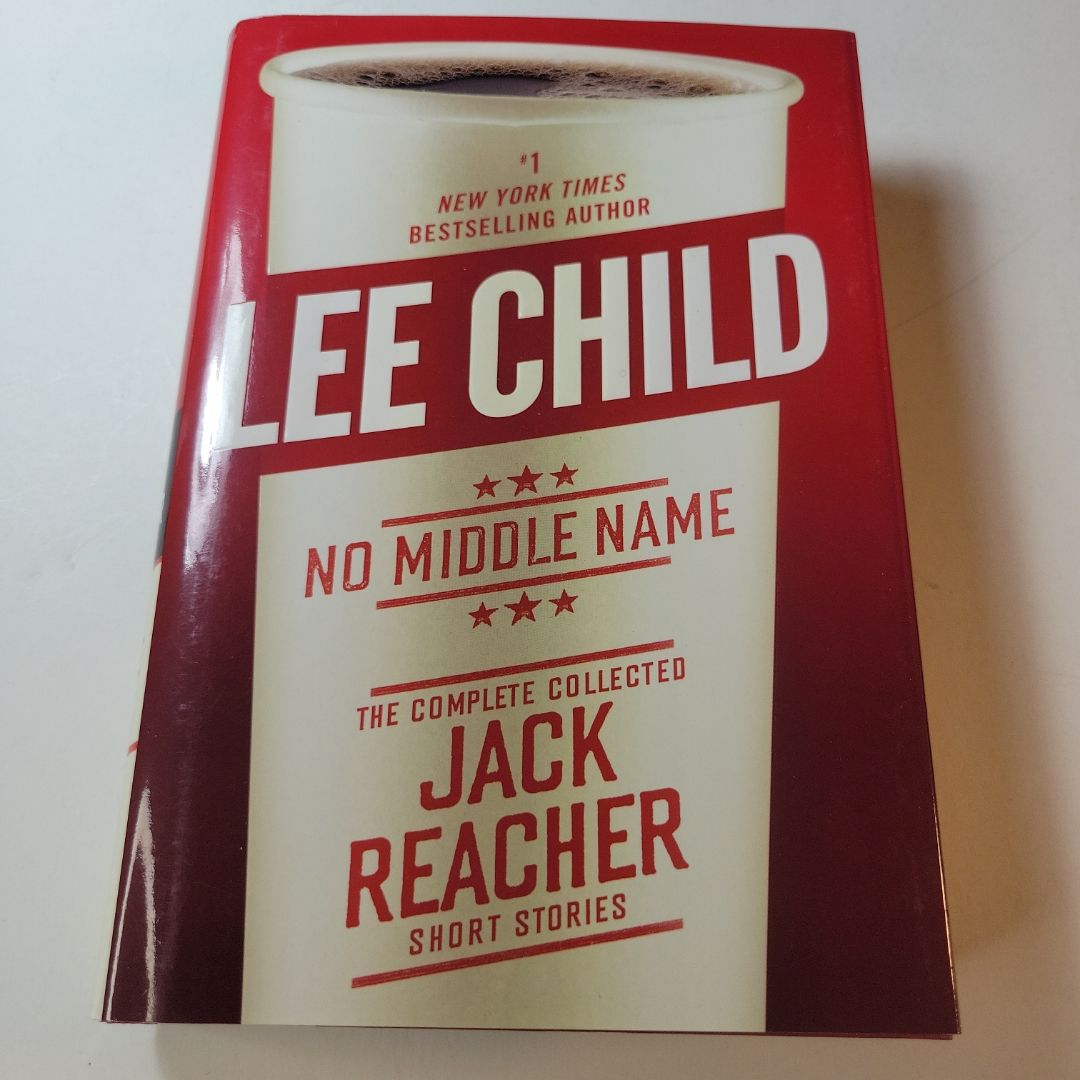 #1
NEW YORK TIMES
BESTSELLING AUTHOR
LEE CHILD
NO MIDDLE NAME
THE COMPLETE COLLECTED
JACK
REACHER
SHORT STORIES